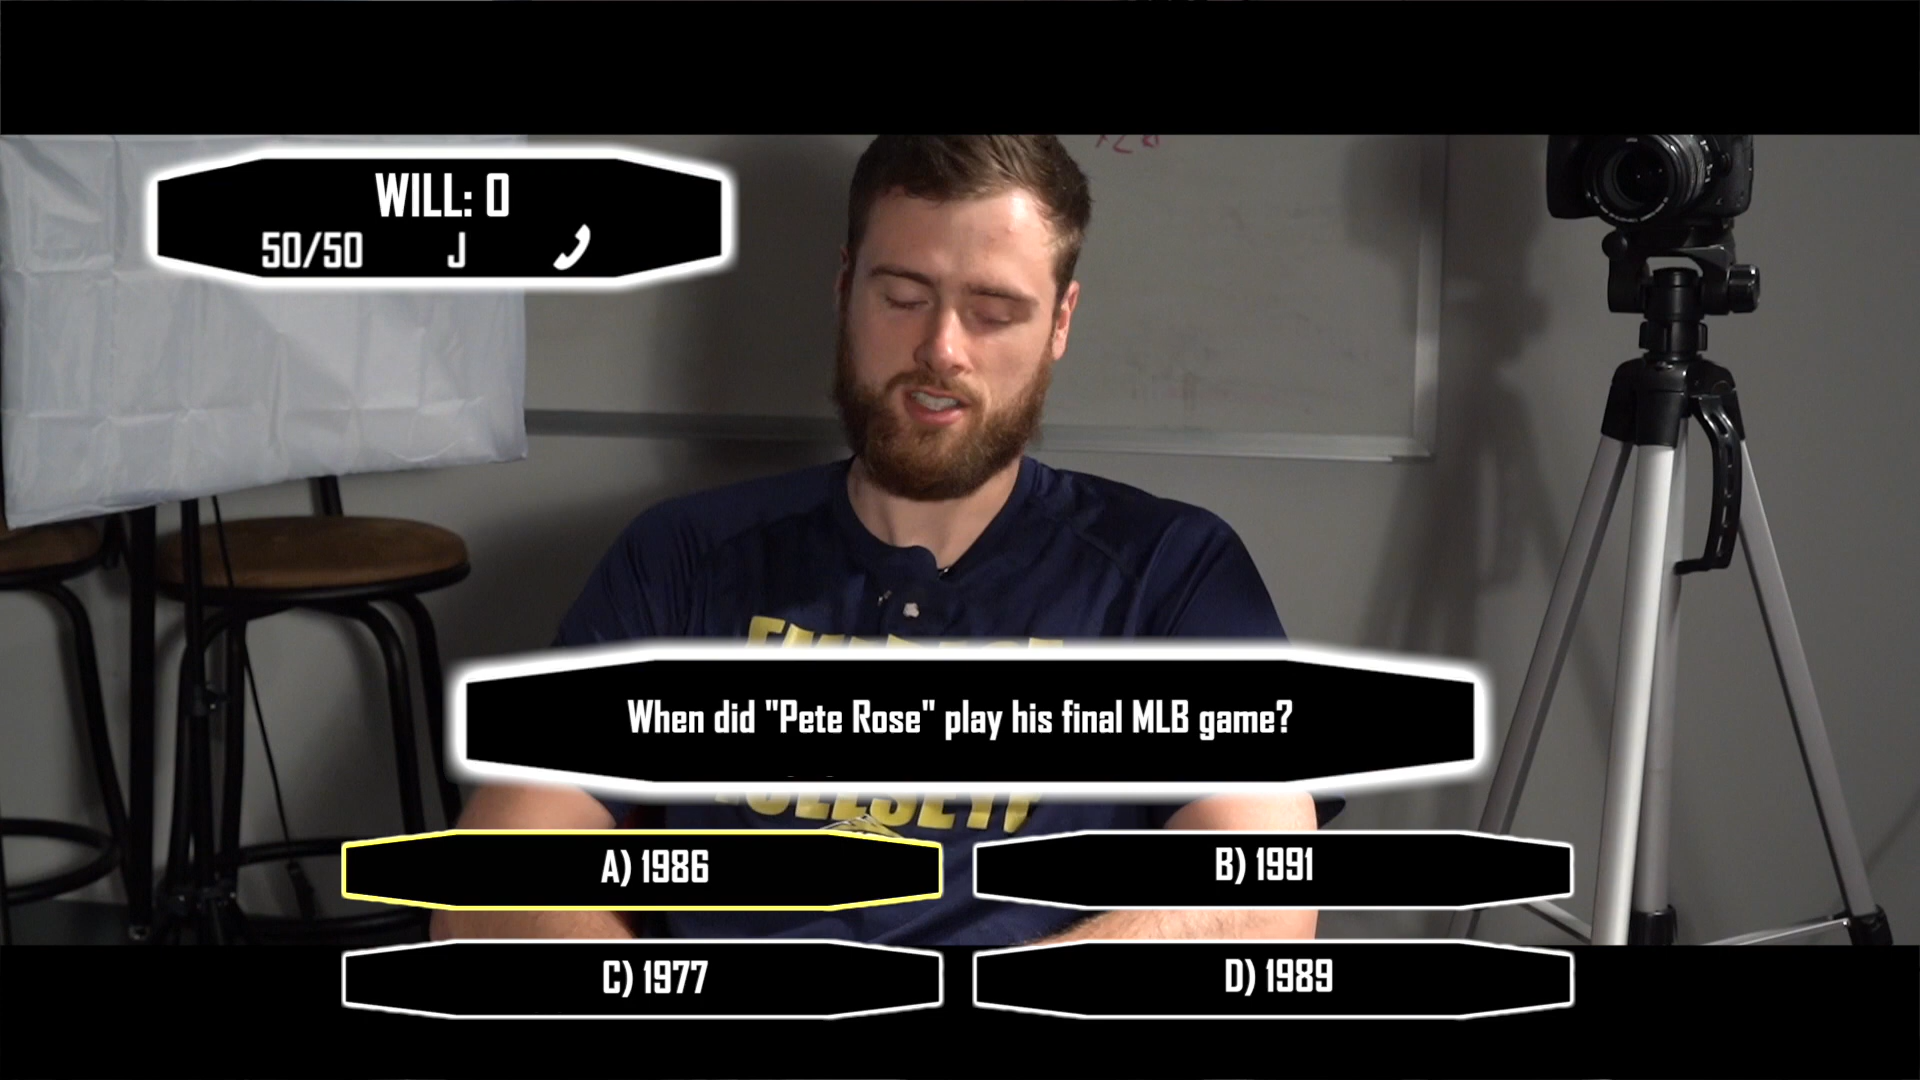 WILL: 0
50/50 J
When did "Pete Rose" play his final MLB game?
A) 1986
B) 1991
C) 1977
D) 1989